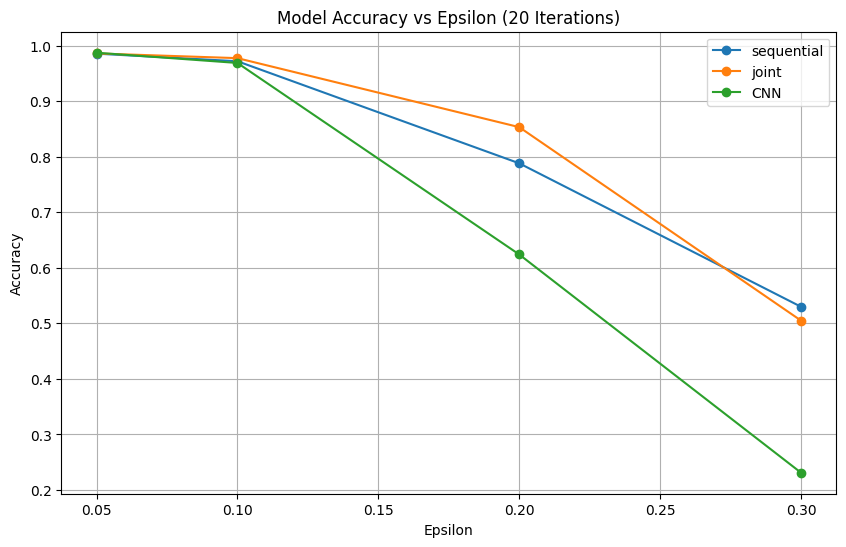 Model Accuracy vs Epsilon (20 Iterations)
sequential
joint
CNN
1.0
0.9
0.8
0.7
0.6
0.5
0.4
0.3
0.2
Accuracy
0.05
0.10
0.15
0.20
0.25
0.30
Epsilon